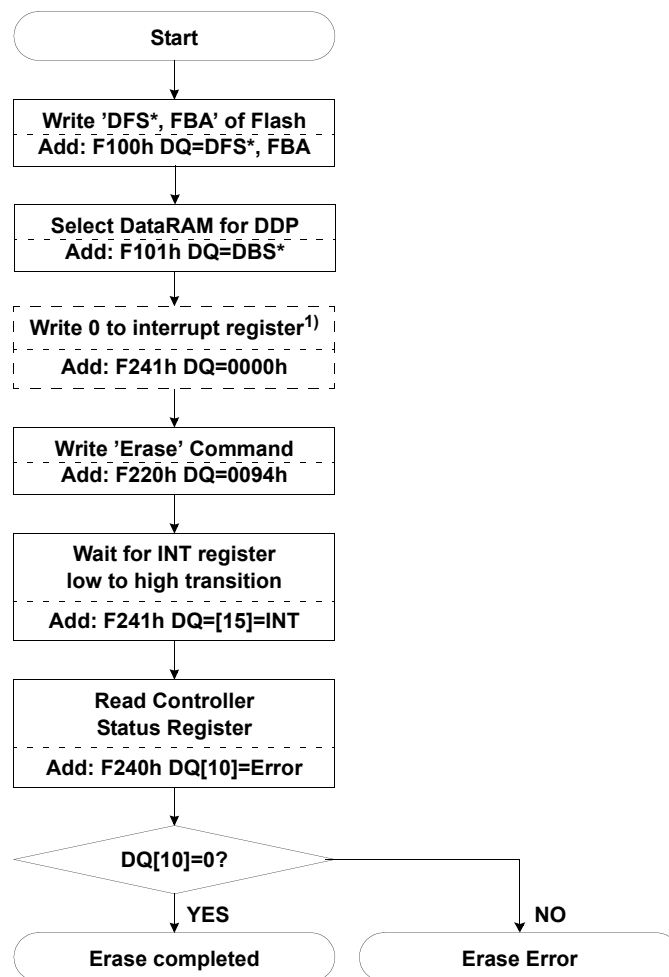 Start
Write ’DFS*, FBA’ of Flash
Add: F100h DQ=DFS*, FBA
Select DataRAM for DDP
Add: F101h DQ=DBS*
Write 0 to interrupt register1)
Add: F241h DQ=0000h
Write ’Erase’ Command
Add: F220h DQ=0094h
Wait for INT register
low to high transition
Add: F241h DQ=[15]=INT
Read Controller
Status Register
Add: F240h DQ[10]=Error
DQ[10]=0?
YES
NO
Erase completed
Erase Error